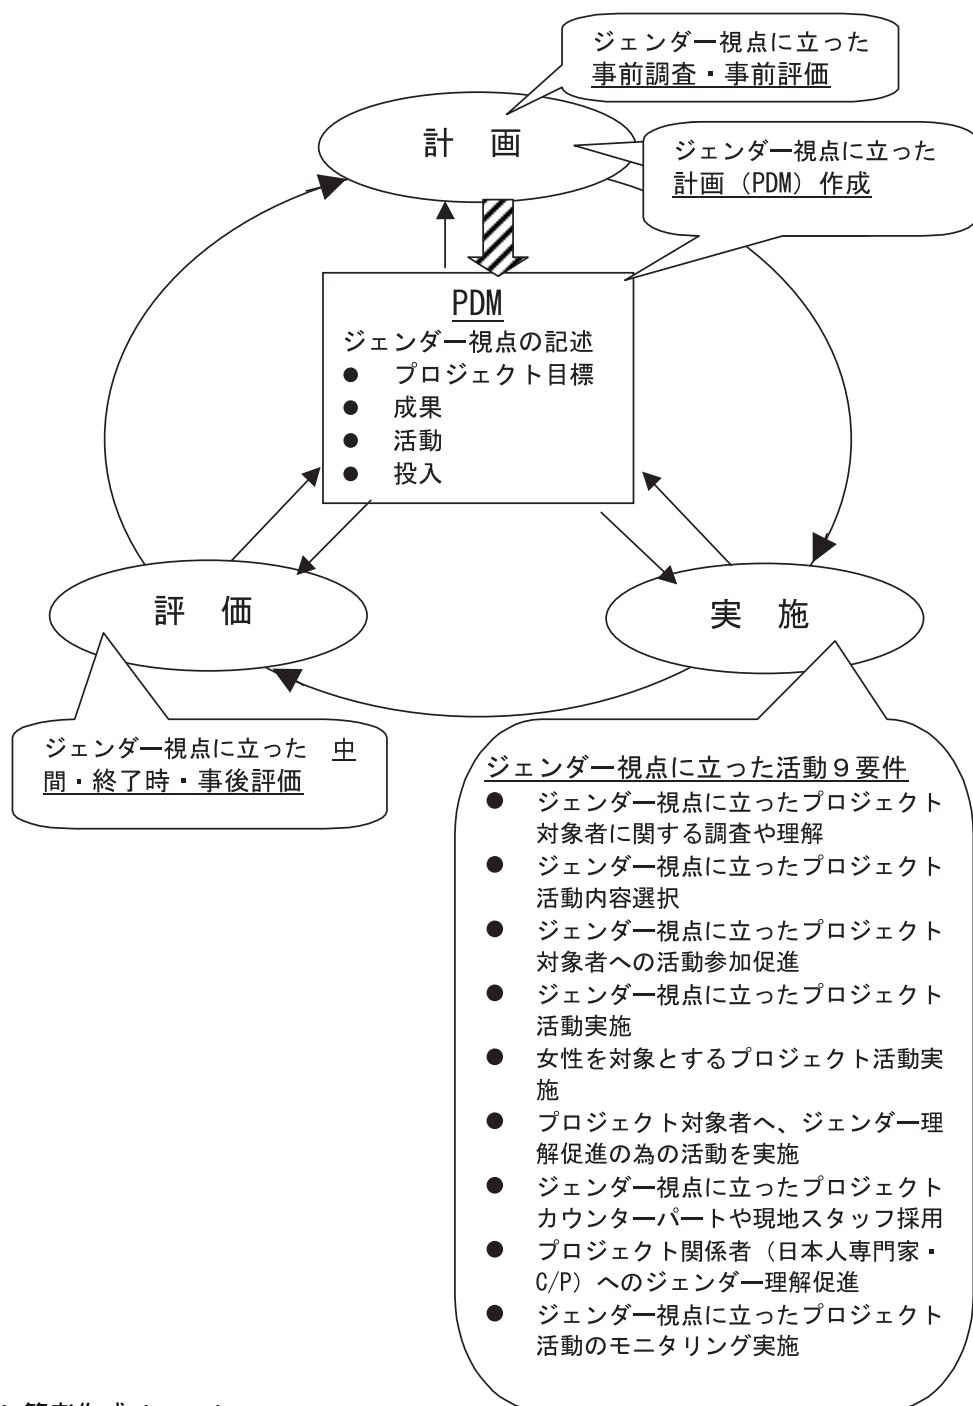 ジェンダー視点に立った
事前調査・事前評価
計　画
ジェンダー視点に立った
計画（PDM）作成
PDM
ジェンダー視点の記述
● プロジェクト目標
● 成果
● 活動
● 投入
評　価
実　施
ジェンダー視点に立った　中
間・終了時・事後評価
ジェンダー視点に立った活動９要件
● ジェンダー視点に立ったプロジェクト
対象者に関する調査や理解
● ジェンダー視点に立ったプロジェクト
活動内容選択
● ジェンダー視点に立ったプロジェクト
対象者への活動参加促進
● ジェンダー視点に立ったプロジェクト
活動実施
● 女性を対象とするプロジェクト活動実
施
● プロジェクト対象者へ、ジェンダー理
解促進の為の活動を実施
● ジェンダー視点に立ったプロジェクト
カウンターパートや現地スタッフ採用
● プロジェクト関係者（日本人専門家・
C/P）へのジェンダー理解促進
● ジェンダー視点に立ったプロジェクト
活動のモニタリング実施